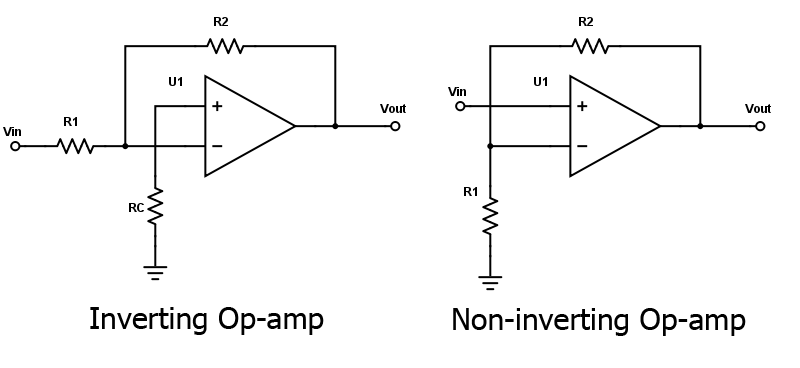 R2
U1
+
R1
Vin
Vout
−
RC
Inverting Op-amp
R2
U1
Vin
+
Vout
−
R1
Non-inverting Op-amp